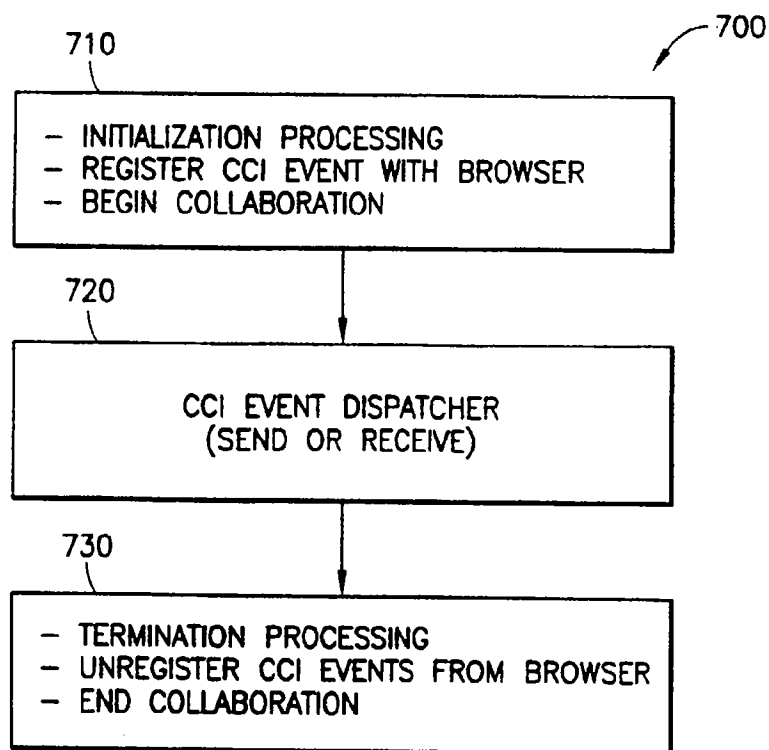 700
710
– INITIALIZATION PROCESSING
– REGISTER CCI EVENT WITH BROWSER
– BEGIN COLLABORATION
720
CCI EVENT DISPATCHER
(SEND OR RECEIVE)
730
– TERMINATION PROCESSING
– UNREGISTER CCI EVENTS FROM BROWSER
– END COLLABORATION